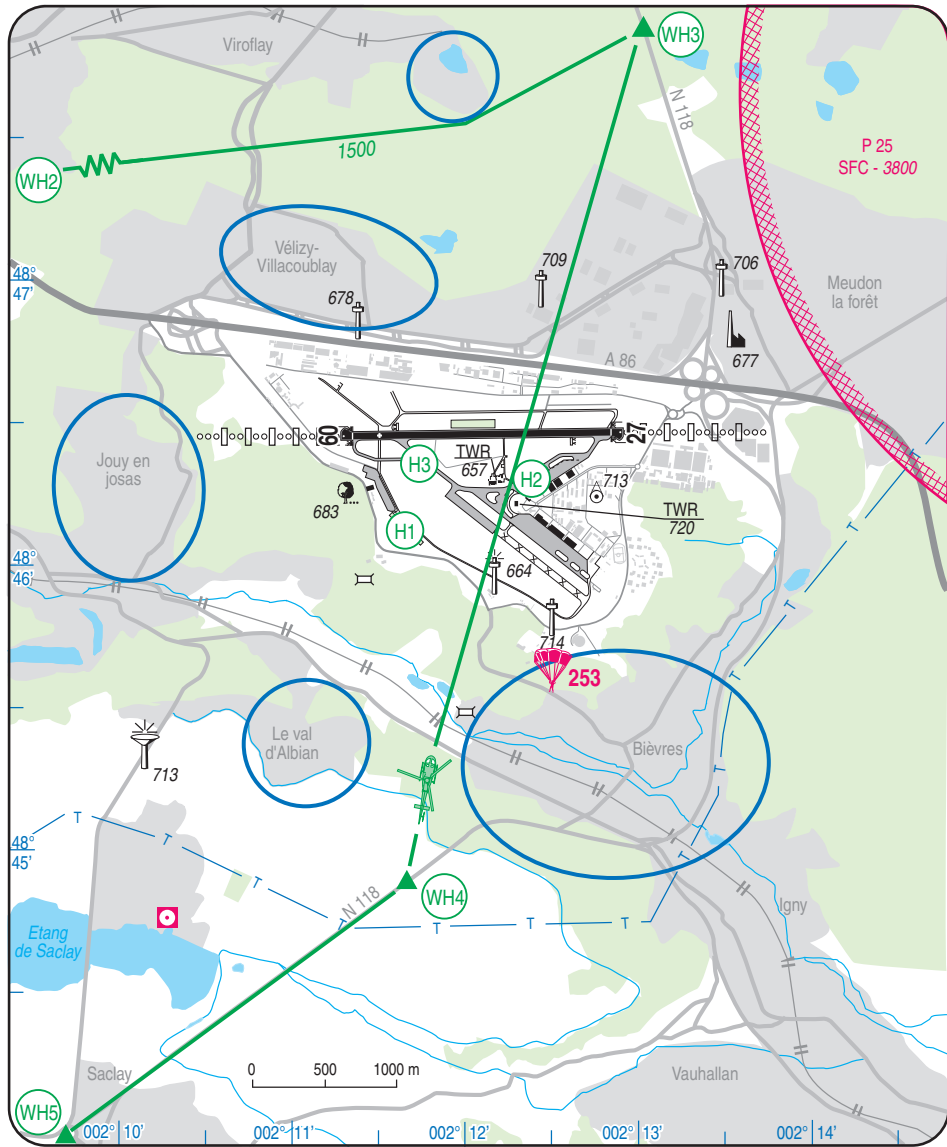 Viroflay
WH3
N 118
1500
WH2
P 25
SFC - 3800
Vélizy-
Villacoublay
709
706
48°
47'
678
Meudon
la forêt
677
A 86
09
27
Jouy en
josas
H3
TWR
657
H2
713
683
H1
TWR
720
48°
46'
664
714
253
Le val
d'Albian
Bièvres
713
48°
45'
T
T
T
T
T
T
T
T
T
T
N 118
WH4
Igny
Etang
de Saclay
0
500
1000 m
Saclay
Vauhallan
WH5
002° 10'
002° 11'
002° 12'
002° 13'
002° 14'